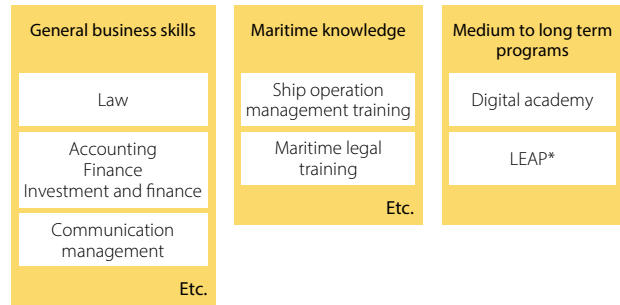 General business skills
Law
Accounting
Finance
Investment and finance
Communication
management
Etc.
Maritime knowledge
Ship operation
management training
Maritime legal
training
Etc.
Medium to long term
programs
Digital academy
LEAP*